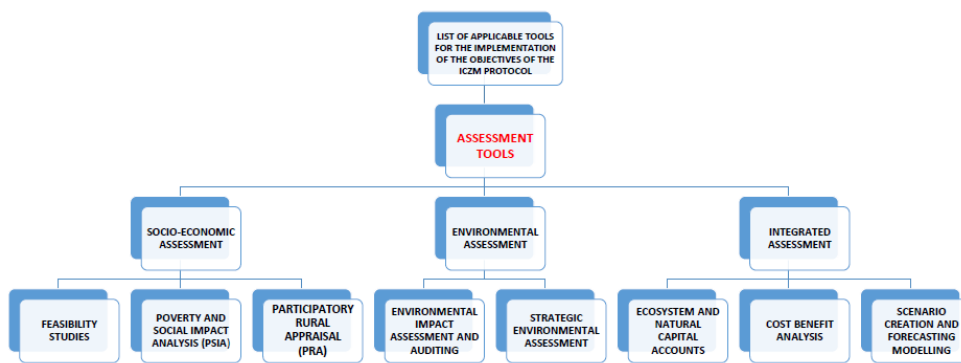 LIST OF APPLICABLE TOOLS
FOR THE IMPLEMENTATION
OF THE OBJECTIVES OF THE
ICZM PROTOCOL
ASSESSMENT
TOOLS
SOCIO-ECONOMIC
ASSESSMENT
ENVIRONMENTAL
ASSESSMENT
INTEGRATED
ASSESSMENT
FEASIBILITY
STUDIES
POVERTY AND
SOCIAL IMPACT
ANALYSIS (PSIA)
PARTICIPATORY
RURAL
APPRAISAL
(PRA)
ENVIRONMENTAL
IMPACT
ASSESSMENT AND
AUDITING
STRATEGIC
ENVIRONMENTAL
ASSESSMENT
ECOSYSTEM AND
NATURAL
CAPITAL
ACCOUNTS
COST BENEFIT
ANALYSIS
SCENARIO
CREATION AND
FORECASTING
MODELLING